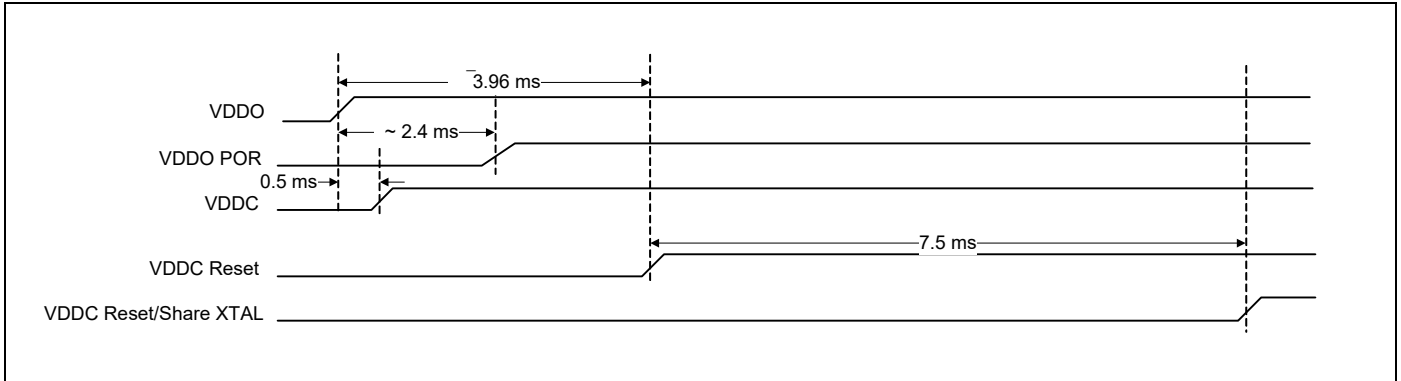 ¯3.96 ms
VDDO
~ 2.4 ms
VDDO POR
0.5 ms
VDDC
7.5 ms
VDDC Reset
VDDC Reset/Share XTAL